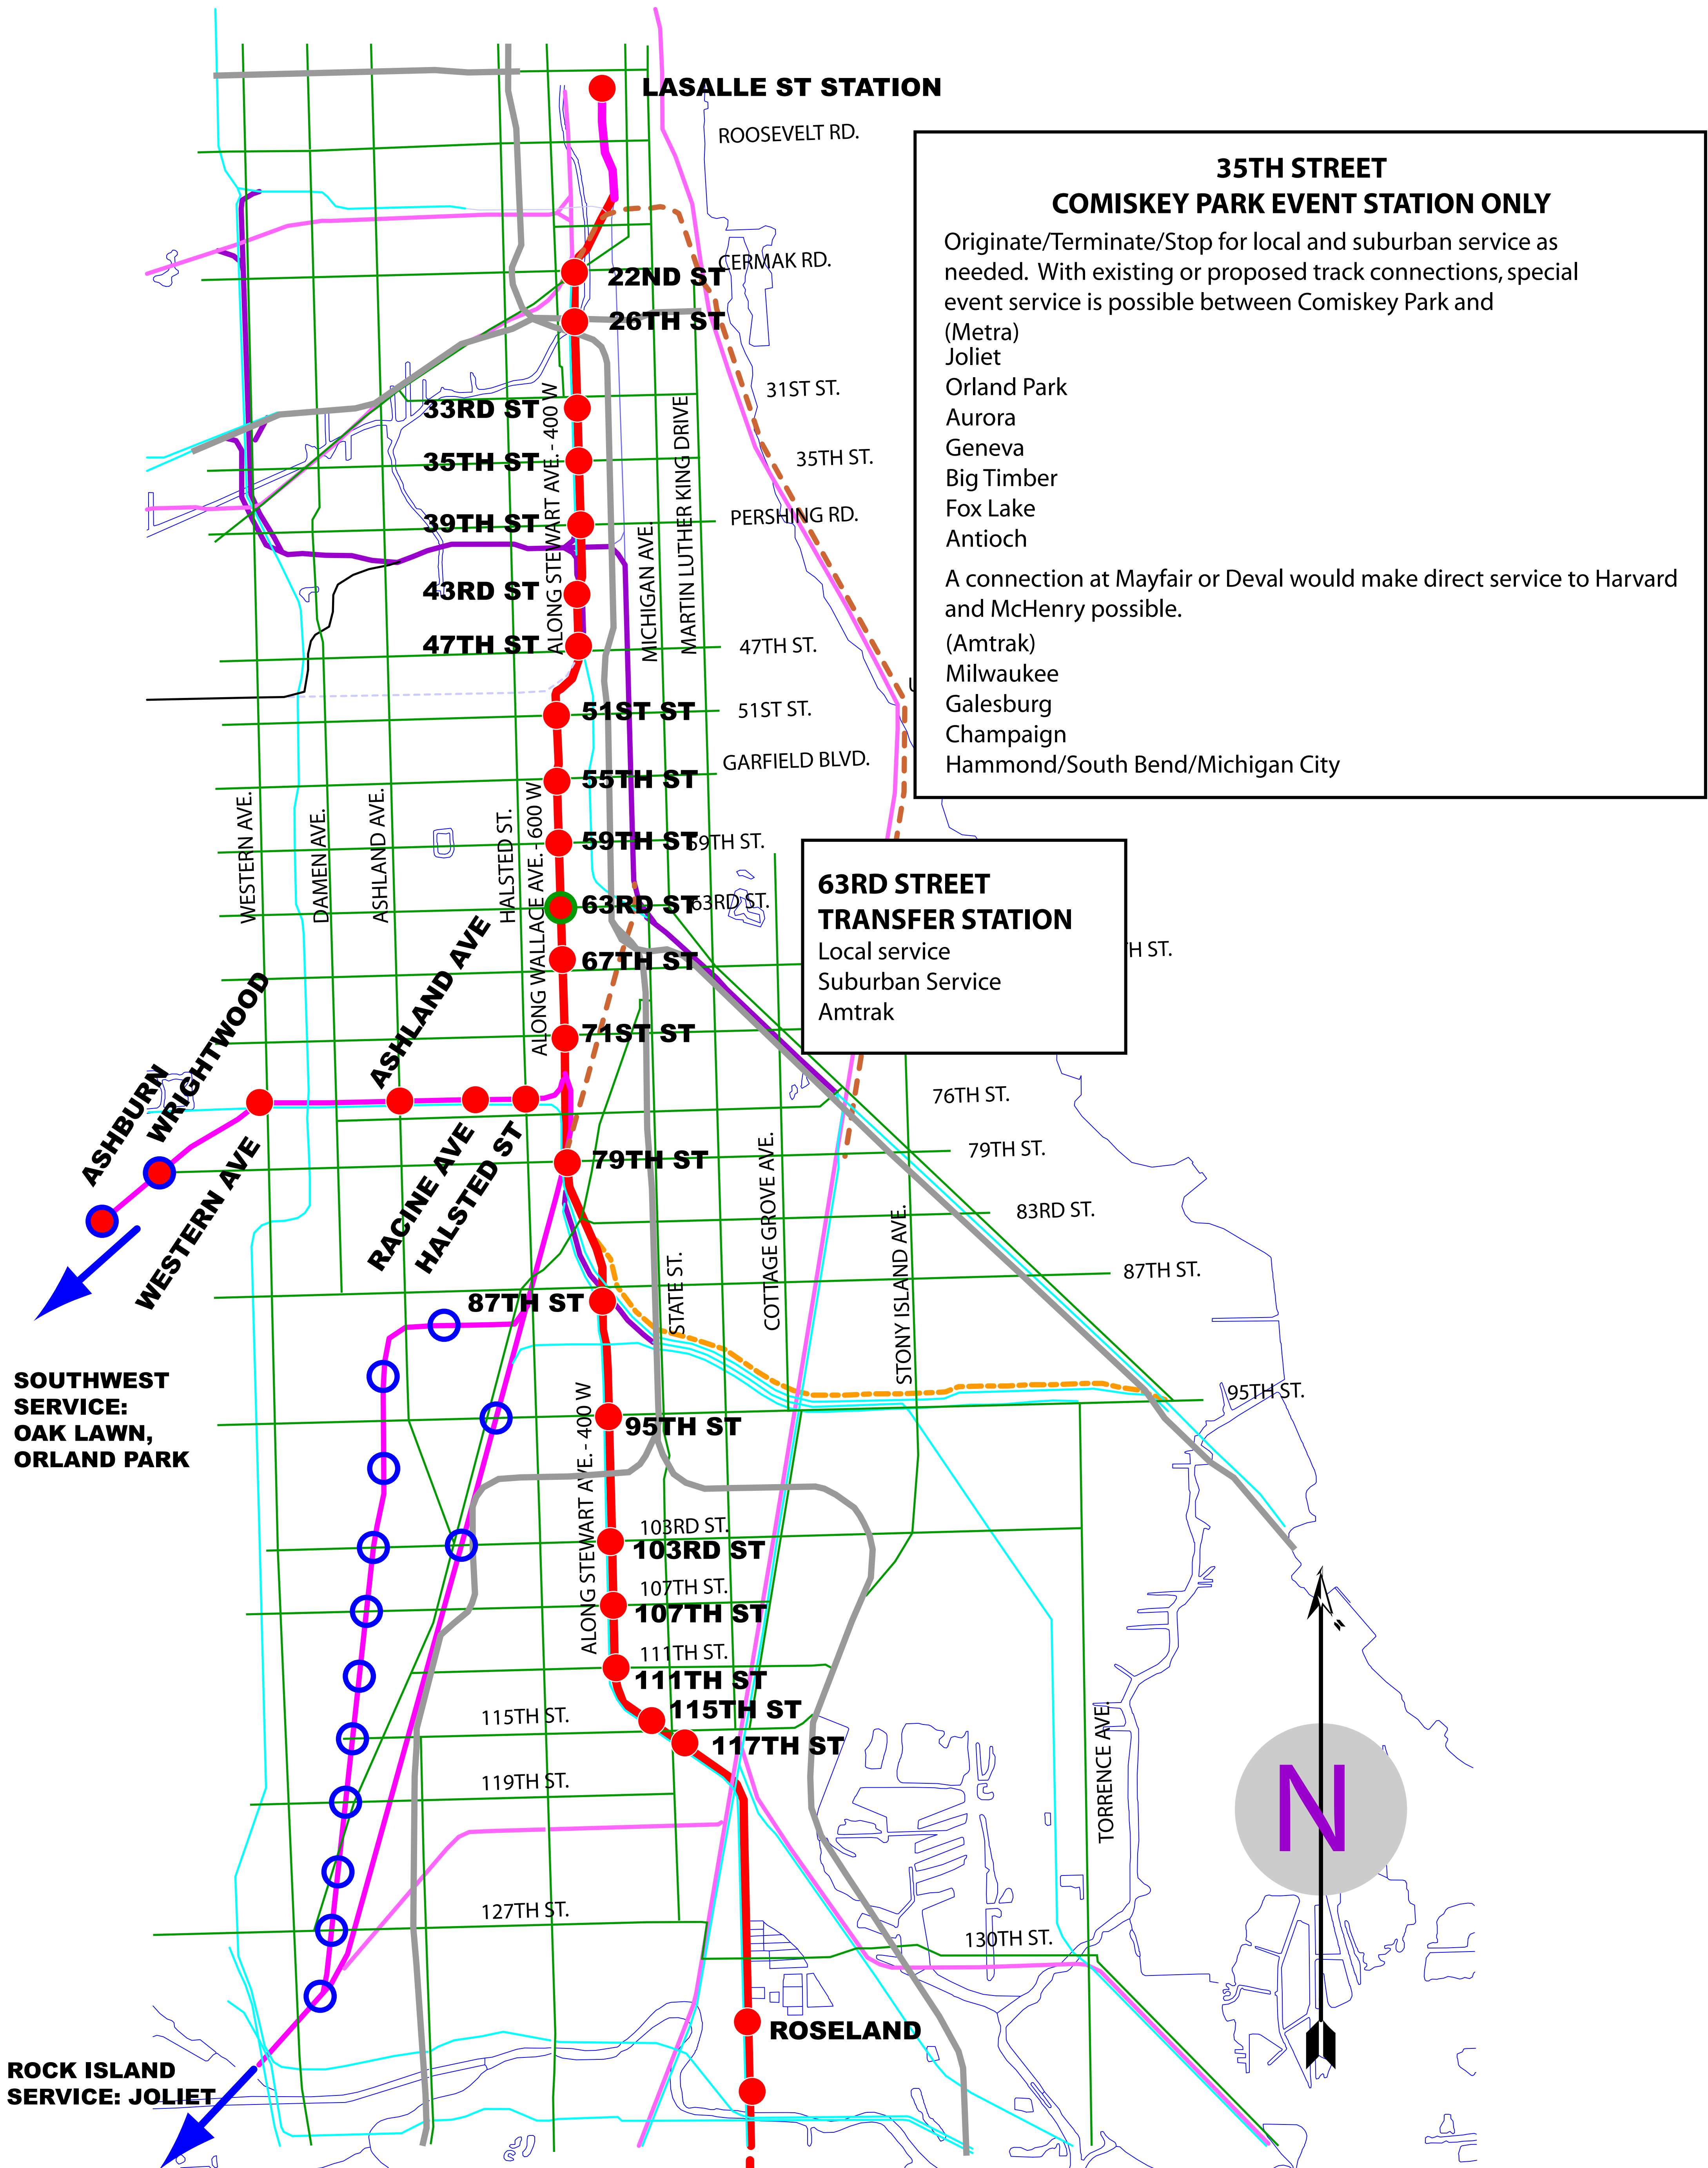 LASALLE ST STATION
ROOSEVELT RD.
35TH STREET
COMISKEY PARK EVENT STATION ONLY
Originate/Terminate/Stop for local and suburban service as
needed. With existing or proposed track connections, special
event service is possible between Comiskey Park and
(Metra)
Joliet
Orland Park
Aurora
Geneva
Big Timber
Fox Lake
Antioch
A connection at Mayfair or Deval would make direct service to Harvard
and McHenry possible.
(Amtrak)
Milwaukee
Galesburg
Champaign
Hammond/South Bend/Michigan City
CERMAK RD.
22ND ST
26TH ST
31ST ST.
33RD ST
35TH ST
35TH ST.
39TH ST
PERSHING RD.
ALONG STEWART AVE. - 400 W
MICHIGAN AVE.
MARTIN LUTHER KING DRIVE
43RD ST
47TH ST
47TH ST.
51ST ST
51ST ST.
55TH ST
GARFIELD BLVD.
WESTERN AVE.
DAMEN AVE.
ASHLAND AVE.
HALSTED ST.
ALONG WALLACE AVE. - 600 W
59TH ST
59TH ST.
63RD ST
63RD ST.
63RD STREET
TRANSFER STATION
Local service
Suburban Service
Amtrak
67TH ST
TH ST.
71ST ST
ASHBURN
WRIGHTWOOD
ASHLAND AVE
76TH ST.
WESTERN AVE
RACINE AVE
HALSTED ST
79TH ST
79TH ST.
COTTAGE GROVE AVE.
STONY ISLAND AVE.
83RD ST.
STATE ST.
87TH ST
87TH ST.
SOUTHWEST
SERVICE:
OAK LAWN,
ORLAND PARK
95TH ST
95TH ST.
ALONG STEWART AVE. - 400 W
103RD ST.
103RD ST
107TH ST.
107TH ST
111TH ST.
111TH ST
115TH ST
115TH ST.
117TH ST
119TH ST.
TORRENCE AVE.
N
N
127TH ST.
130TH ST.
ROSELAND
ROCK ISLAND
SERVICE: JOLIET